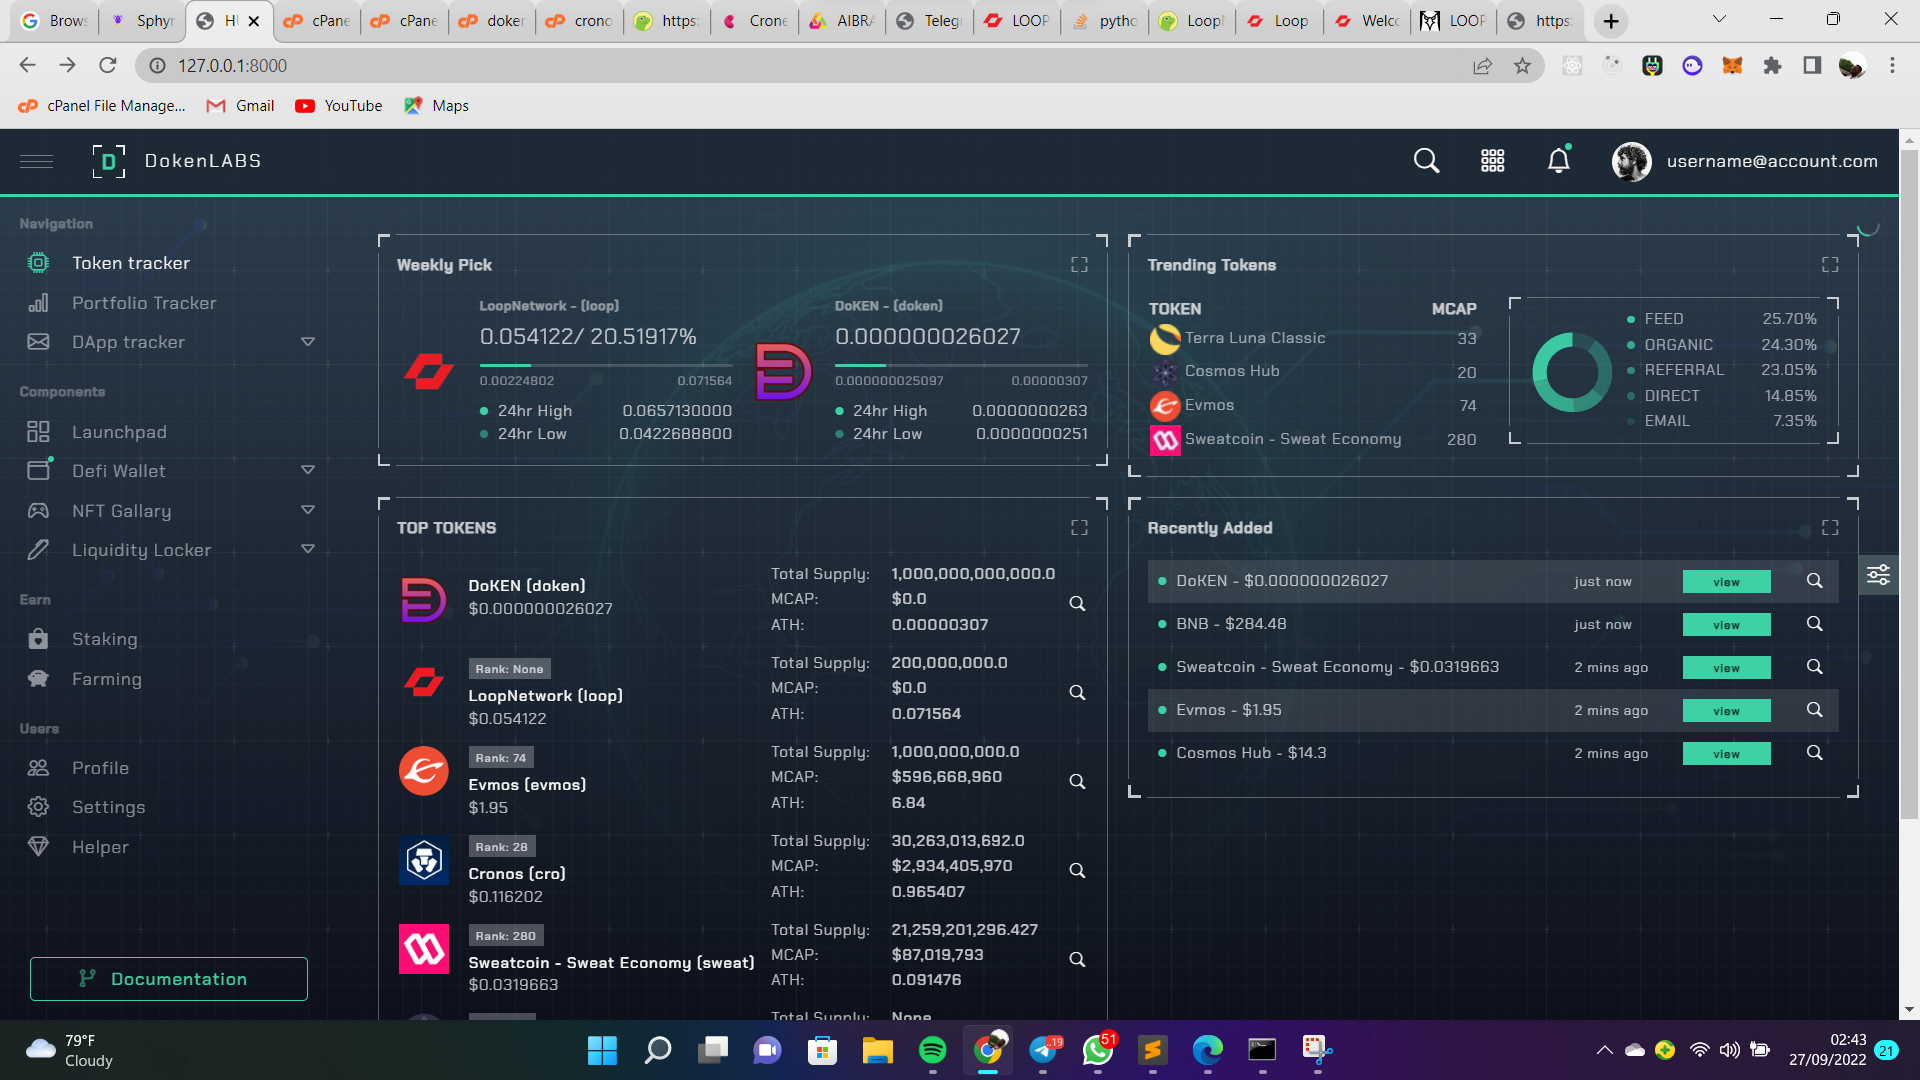 Brows
Sphyr
H
cPane
cPane
doker
crono
https:
Crone
AIBRA
Telegr
LOOP
pytho
LoopN
Loop
Welco
LOOP
https:
127.0.0.1:8000
cPanel File Manage...
Gmail
YouTube
Maps
D
DokenLABS
username@account.com
Navigation
Token tracker
Portfolio Tracker
DApp tracker
Components
Launchpad
Defi Wallet
NFT Gallary
Liquidity Locker
Earn
Staking
Farming
Users
Profile
Settings
Helper
Documentation
Weekly Pick
LoopNetwork - (loop)
0.054122/ 20.51917%
0.00224802 0.071564
24hr High 0.0657130000
24hr Low 0.0422688800
DoKEN - (doken)
0.000000026027
0.000000025097 0.00000307
24hr High 0.0000000263
24hr Low 0.0000000251
Trending Tokens
TOKEN MCAP
Terra Luna Classic 33
Cosmos Hub 20
Evmos 74
Sweatcoin - Sweat Economy 280
FEED 25.70%
ORGANIC 24.30%
REFERRAL 23.05%
DIRECT 14.85%
EMAIL 7.35%
TOP TOKENS
DoKEN (doken)
$0.000000026027
Total Supply: 1,000,000,000,000.0
MCAP: $0.0
ATH: 0.00000307
Rank: None
LoopNetwork (loop)
$0.054122
Total Supply: 200,000,000.0
MCAP: $0.0
ATH: 0.071564
Rank: 74
Evmos (evmos)
$1.95
Total Supply: 1,000,000,000.0
MCAP: $596,668,960
ATH: 6.84
Rank: 28
Cronos (cro)
$0.116202
Total Supply: 30,263,013,692.0
MCAP: $2,934,405,970
ATH: 0.965407
Rank: 280
Sweatcoin - Sweat Economy (sweat)
$0.0319663
Total Supply: 21,259,201,296.427
MCAP: $87,019,793
ATH: 0.091476
Total Supply: None
Recently Added
DoKEN - $0.000000026027 just now view
BNB - $284.48 just now view
Sweatcoin - Sweat Economy - $0.0319663 2 mins ago view
Evmos - $1.95 2 mins ago view
Cosmos Hub - $14.3 2 mins ago view
79°F
Cloudy
19
51
02:43
27/09/2022
21